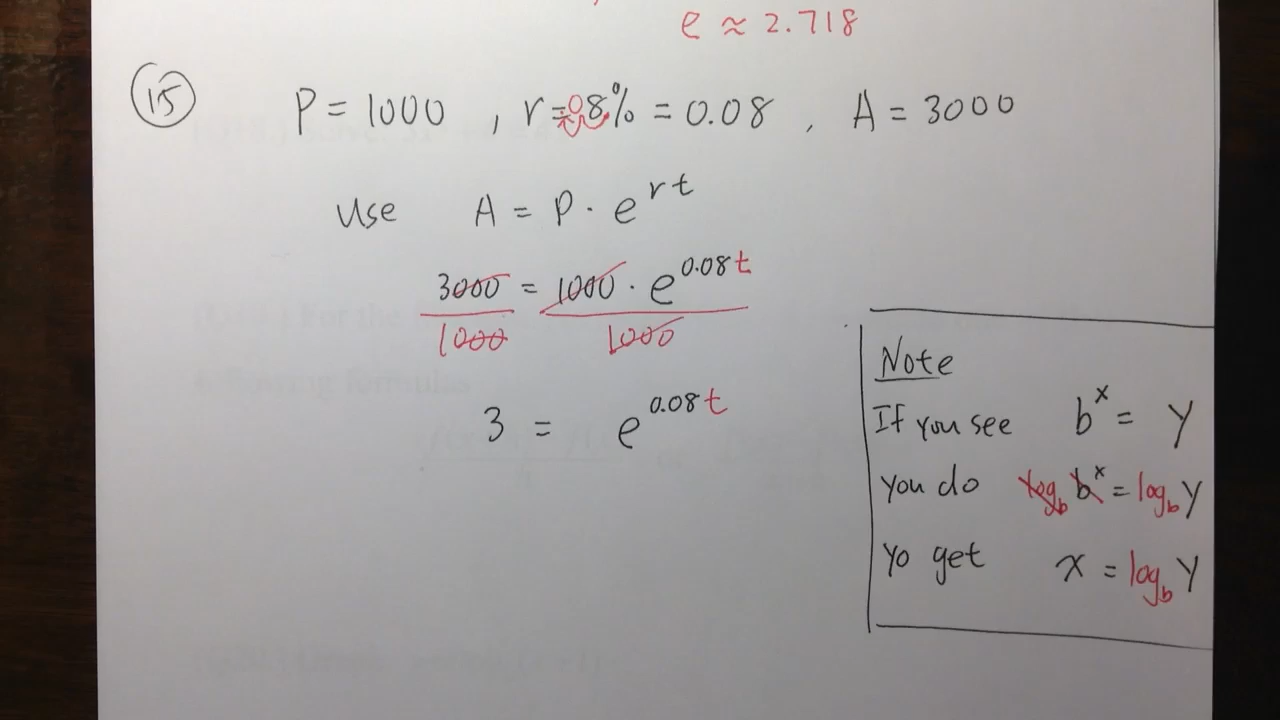 e ≈ 2.718
15 P = 1000 , r = 08% = 0.08 , A = 3000
Use A = P · e^{rt}
3000 = 1000 · e^{0.08t}
1000 1000
3 = e^{0.08t}
Note
If you see b^x = y
you do log_b b^x = log_b y
Yo get x = log_b y